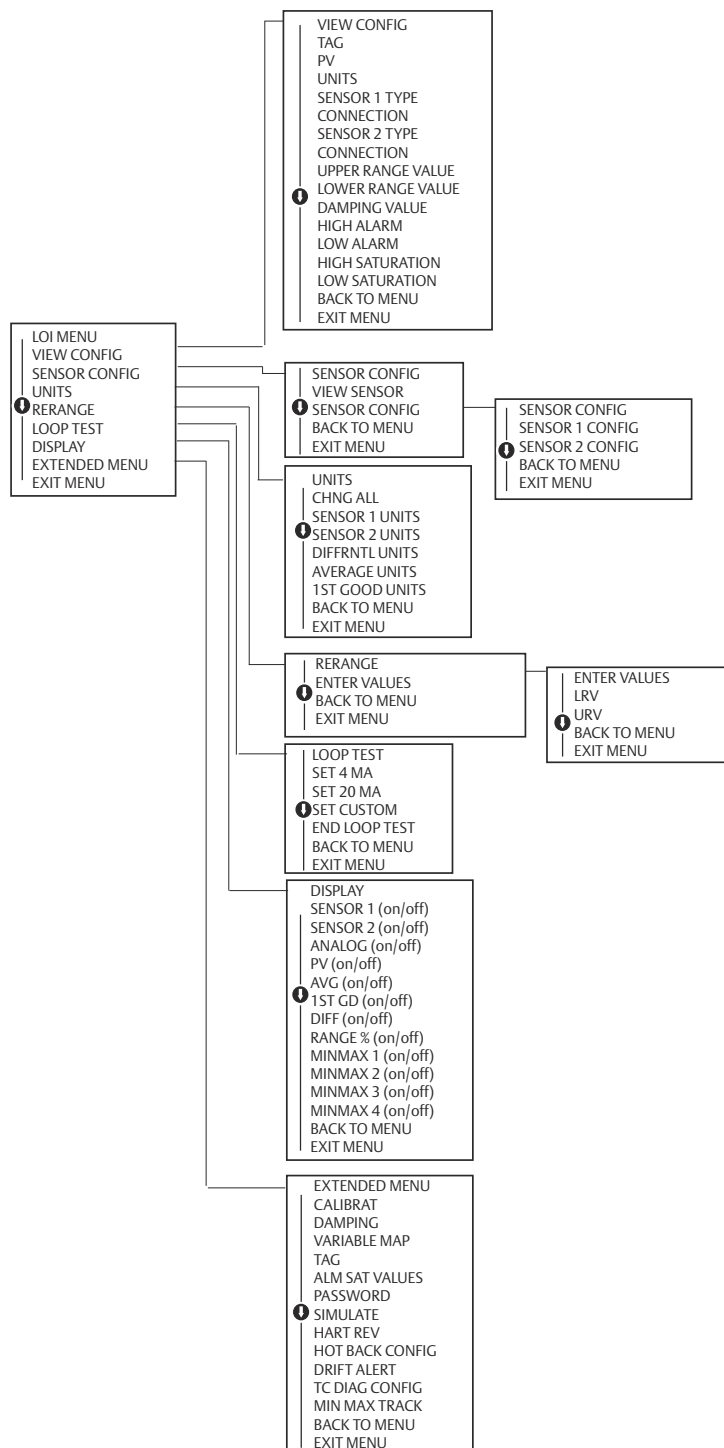 VIEW CONFIG
TAG
PV
UNITS
SENSOR 1 TYPE
CONNECTION
SENSOR 2 TYPE
CONNECTION
UPPER RANGE VALUE
LOWER RANGE VALUE
DAMPING VALUE
HIGH ALARM
LOW ALARM
HIGH SATURATION
LOW SATURATION
BACK TO MENU
EXIT MENU
LOI MENU
VIEW CONFIG
SENSOR CONFIG
UNITS
RERANGE
LOOP TEST
DISPLAY
EXTENDED MENU
EXIT MENU
SENSOR CONFIG
VIEW SENSOR
SENSOR CONFIG
BACK TO MENU
EXIT MENU
SENSOR CONFIG
SENSOR 1 CONFIG
SENSOR 2 CONFIG
BACK TO MENU
EXIT MENU
UNITS
CHNG ALL
SENSOR 1 UNITS
SENSOR 2 UNITS
DIFFRNTL UNITS
AVERAGE UNITS
1ST GOOD UNITS
BACK TO MENU
EXIT MENU
RERANGE
ENTER VALUES
BACK TO MENU
EXIT MENU
ENTER VALUES
LRV
URV
BACK TO MENU
EXIT MENU
LOOP TEST
SET 4 MA
SET 20 MA
SET CUSTOM
END LOOP TEST
BACK TO MENU
EXIT MENU
DISPLAY
SENSOR 1 (on/off)
SENSOR 2 (on/off)
ANALOG (on/off)
PV (on/off)
AVG (on/off)
1ST GD (on/off)
DIFF (on/off)
RANGE % (on/off)
MINMAX 1 (on/off)
MINMAX 2 (on/off)
MINMAX 3 (on/off)
MINMAX 4 (on/off)
BACK TO MENU
EXIT MENU
EXTENDED MENU
CALIBRAT
DAMPING
VARIABLE MAP
TAG
ALM SAT VALUES
PASSWORD
SIMULATE
HART REV
HOT BACK CONFIG
DRIFT ALERT
TC DIAG CONFIG
MIN MAX TRACK
BACK TO MENU
EXIT MENU